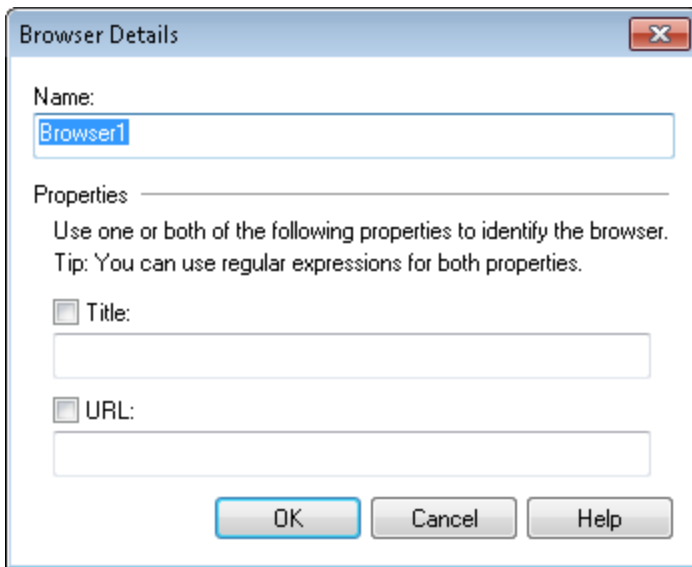 Browser Details
Name:
Browser1
Properties
Use one or both of the following properties to identify the browser.
Tip: You can use regular expressions for both properties.
Title:
URL:
OK Cancel Help